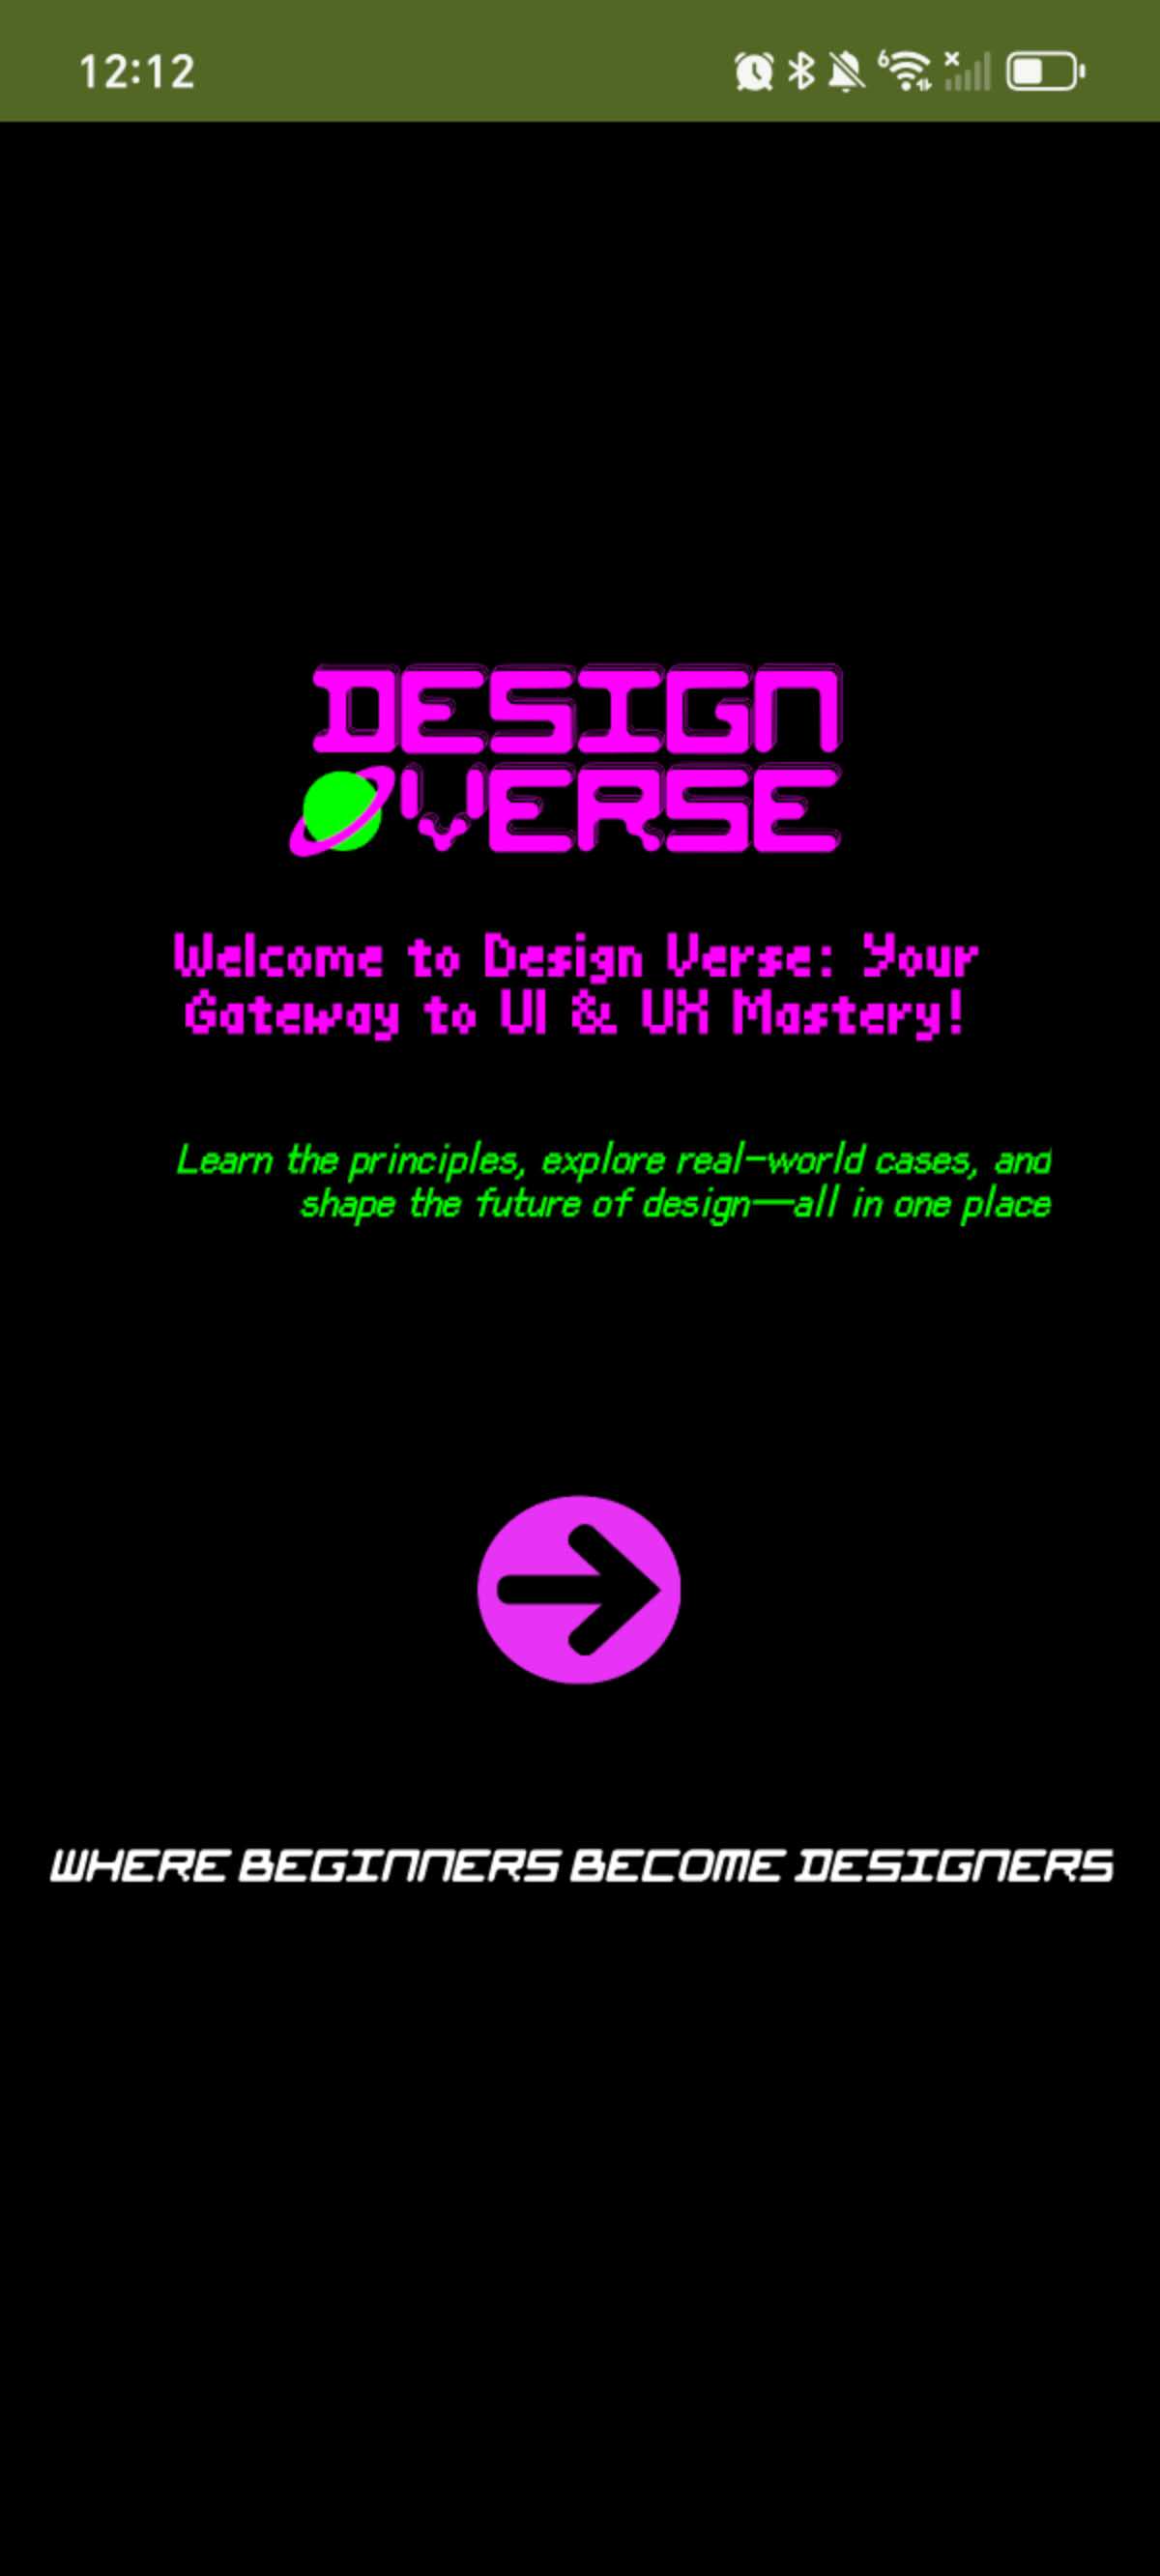 12:12
6
DESIGN
VERSE
Welcome to Design Verse: Your
Gateway to UI & UX Mastery!
Learn the principles, explore real-world cases, and
shape the future of design—all in one place
WHERE BEGINNERS BECOME DESIGNERS